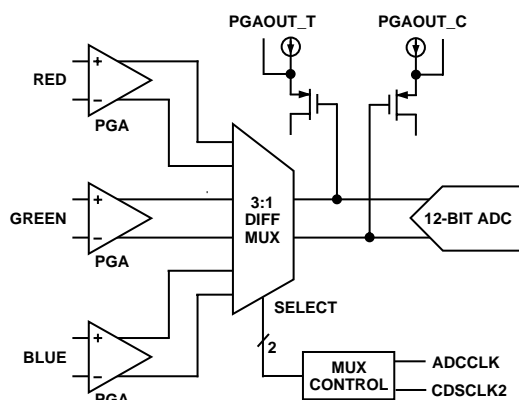 PGAOUT_T
PGAOUT_C
+
RED
−
PGA
+
GREEN
−
PGA
3:1
DIFF
MUX
12-BIT ADC
SELECT
2
+
BLUE
−
PGA
MUX
CONTROL
ADCCLK
CDSCLK2